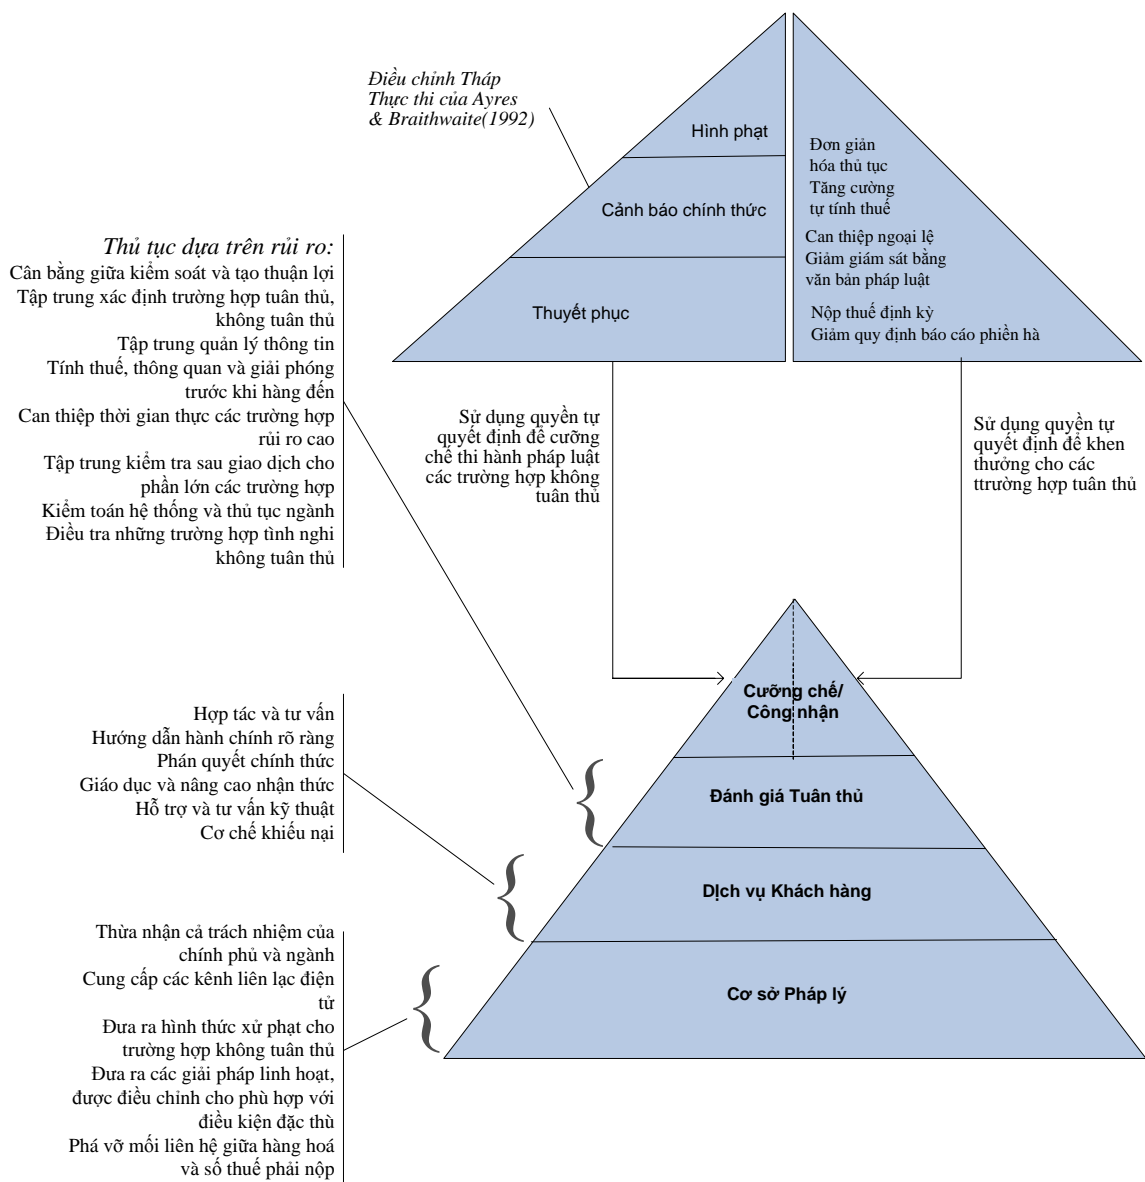 Điều chỉnh Tháp
Thực thi của Ayres
& Braithwaite(1992)
Hình phạt
Cảnh báo chính thức
Thuyết phục
Đơn giản
hóa thủ tục
Tăng cường
tự tính thuế
Can thiệp ngoại lệ
Giảm giám sát bằng
văn bản pháp luật
Nộp thuế định kỳ
Giảm quy định báo cáo phiền hà
Thủ tục dựa trên rủi ro:
Cân bằng giữa kiểm soát và tạo thuận lợi
Tập trung xác định trường hợp tuân thủ,
không tuân thủ
Tập trung quản lý thông tin
Tính thuế, thông quan và giải phóng
trước khi hàng đến
Can thiệp thời gian thực các trường hợp
rủi ro cao
Tập trung kiểm tra sau giao dịch cho
phần lớn các trường hợp
Kiểm toán hệ thống và thủ tục ngành
Điều tra những trường hợp tình nghi
không tuân thủ
Sử dụng quyền tự
quyết định để cưỡng
chế thi hành pháp luật
các trường hợp không
tuân thủ
Sử dụng quyền tự
quyết định để khen
thưởng cho các
ttrường hợp tuân thủ
Cưỡng chế/
Công nhận
Đánh giá Tuân thủ
DỊch vụ Khách hàng
Cơ sở Pháp lý
Hợp tác và tư vấn
Hướng dẫn hành chính rõ ràng
Phán quyết chính thức
Giáo dục và nâng cao nhận thức
Hỗ trợ và tư vấn kỹ thuật
Cơ chế khiếu nại
Thừa nhận cả trách nhiệm của
chính phủ và ngành
Cung cấp các kênh liên lạc điện
tử
Đưa ra hình thức xử phạt cho
trường hợp không tuân thủ
Đưa ra các giải pháp linh hoạt,
được điều chỉnh cho phù hợp với
điều kiện đặc thù
Phá vỡ mối liên hệ giữa hàng hoá
và số thuế phải nộp